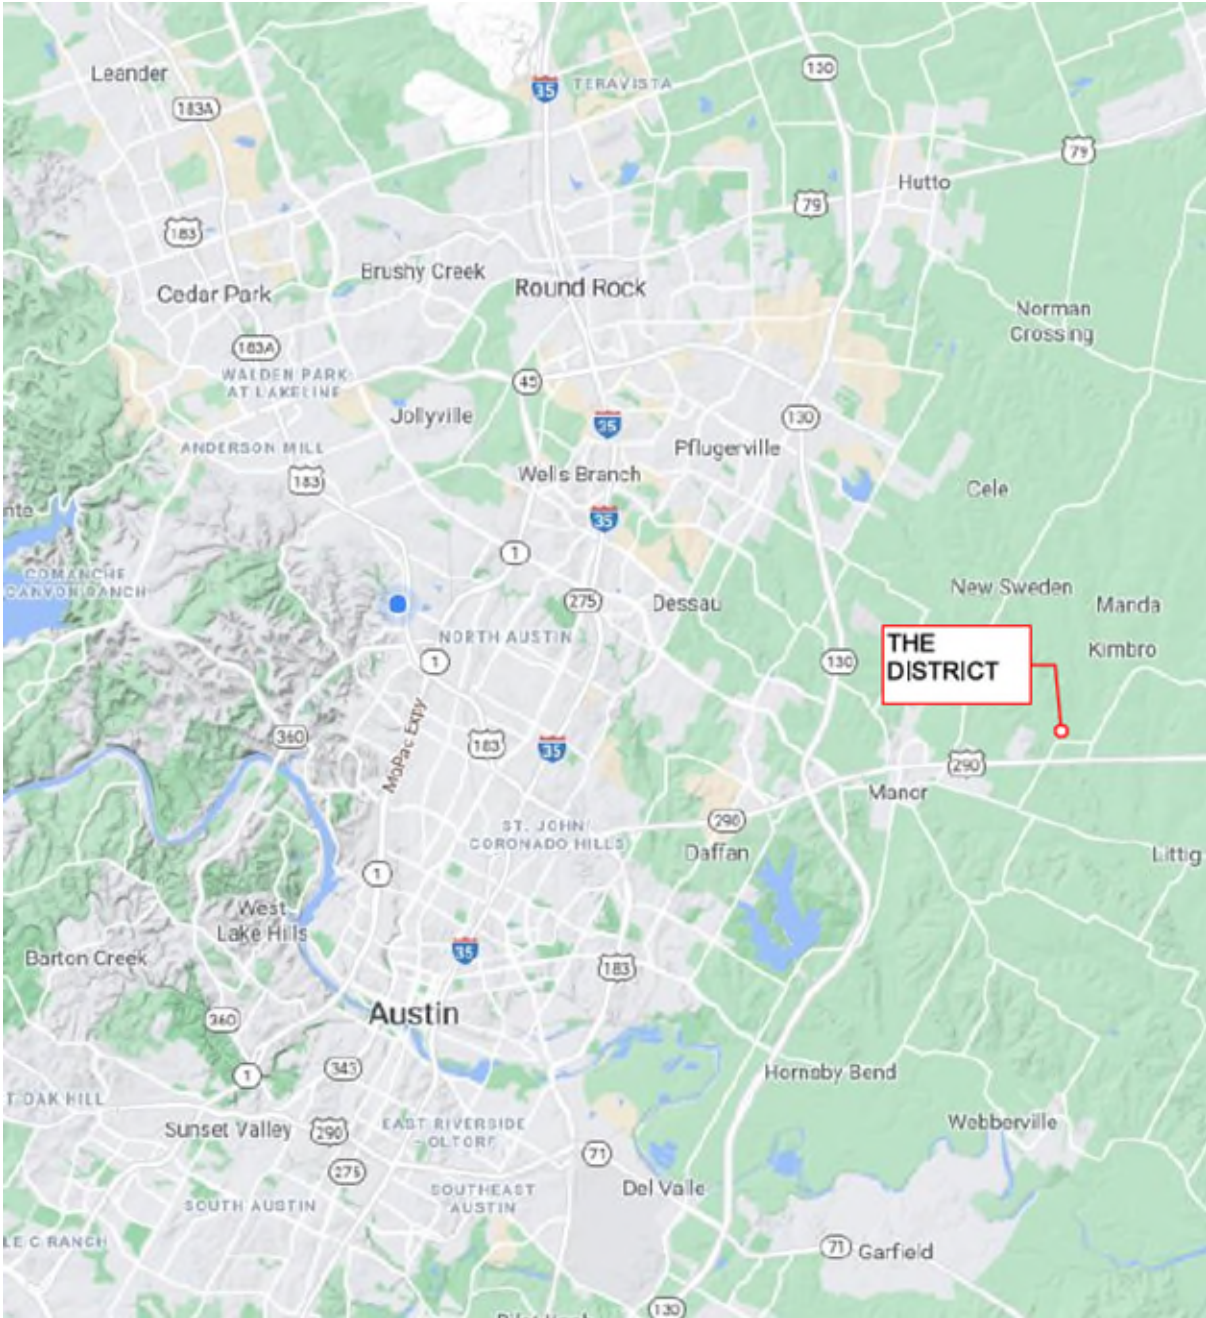 Leander
183A
35
TERAVISTA
130
79
Hutto
79
183
Brushy Creek
Cedar Park
Round Rock
Norman
Crossing
183A
WALDEN PARK
AT LAKELINE
45
Jollyville
35
130
ANDERSON MILL
Pflugerville
183
Wells Branch
Cele
nte
35
1
COMANCHE
CANYON RANCH
New Sweden
275
Dessau
Manda
NORTH AUSTIN
THE
DISTRICT
Kimbro
1
130
360
MoPac Expy
183
35
290
Manor
290
ST. JOHN/
CORONADO HILLS
Daffan
Littig
1
West
Lake Hills
Barton Creek
35
183
360
Austin
343
1
Hornsby Bend
T OAK HILL
Sunset Valley
290
EAST RIVERSIDE
- OLTORF
Webberville
71
275
SOUTH AUSTIN
SOUTHEAST
AUSTIN
Del Valle
LE C RANCH
71
Garfield
130